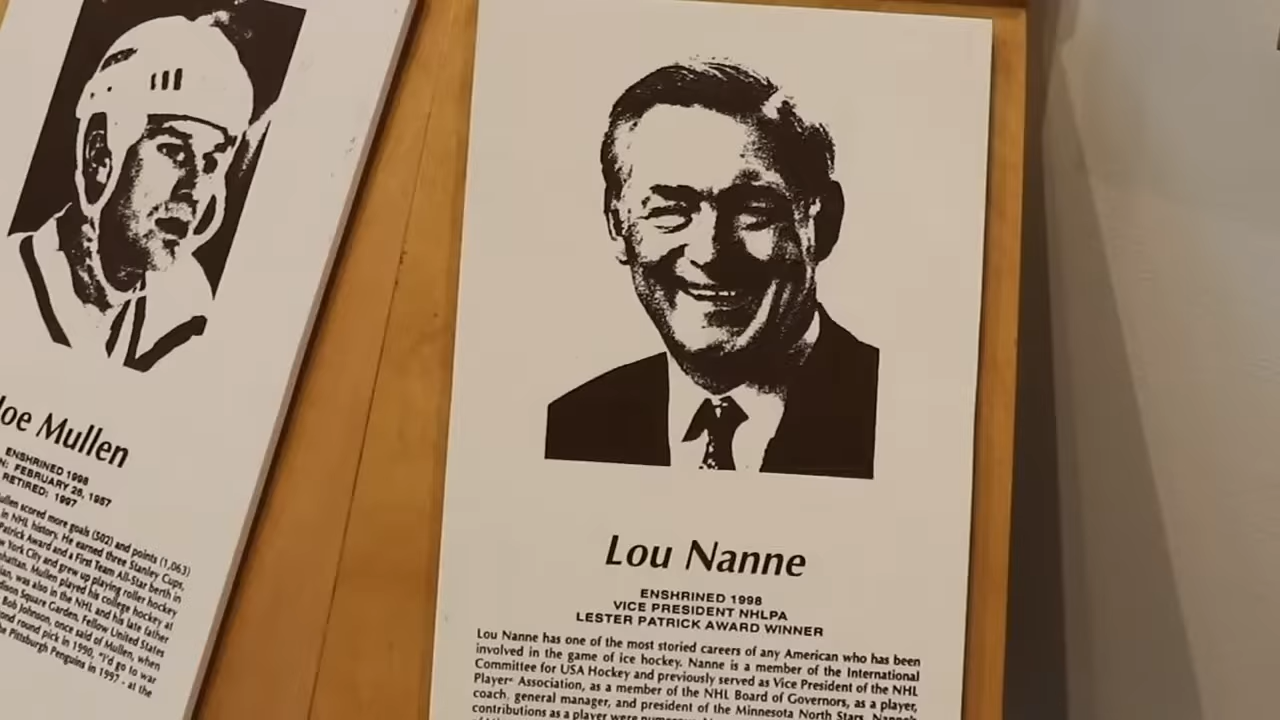 Joe Mullen
ENSHRINED 1998
FEBRUARY 26, 1957
RETIRED: 1997
Mullen scored more goals (502) and points (1,063)
in NHL history. He earned three Stanley Cups,
Patrick Award and a First Team All-Star berth in
York City and grew up playing roller hockey
Mullen played his college hockey at
was also in the NHL and his late father
Square Garden. Fellow United States
Bob Johnson, once said of Mullen, when
round pick in 1990, "I'd go to war
Pittsburgh Penguins in 1997 - at the
Lou Nanne
ENSHRINED 1998
VICE PRESIDENT NHLPA
LESTER PATRICK AWARD WINNER
Lou Nanne has one of the most storied careers of any American who has been
involved in the game of ice hockey. Nanne is a member of the International
Committee for USA Hockey and previously served as Vice President of the NHL
Player' Association, as a member of the NHL Board of Governors, as a player,
coach, general manager, and president of the Minnesota North Stars. Nanne's
contributions as a player were